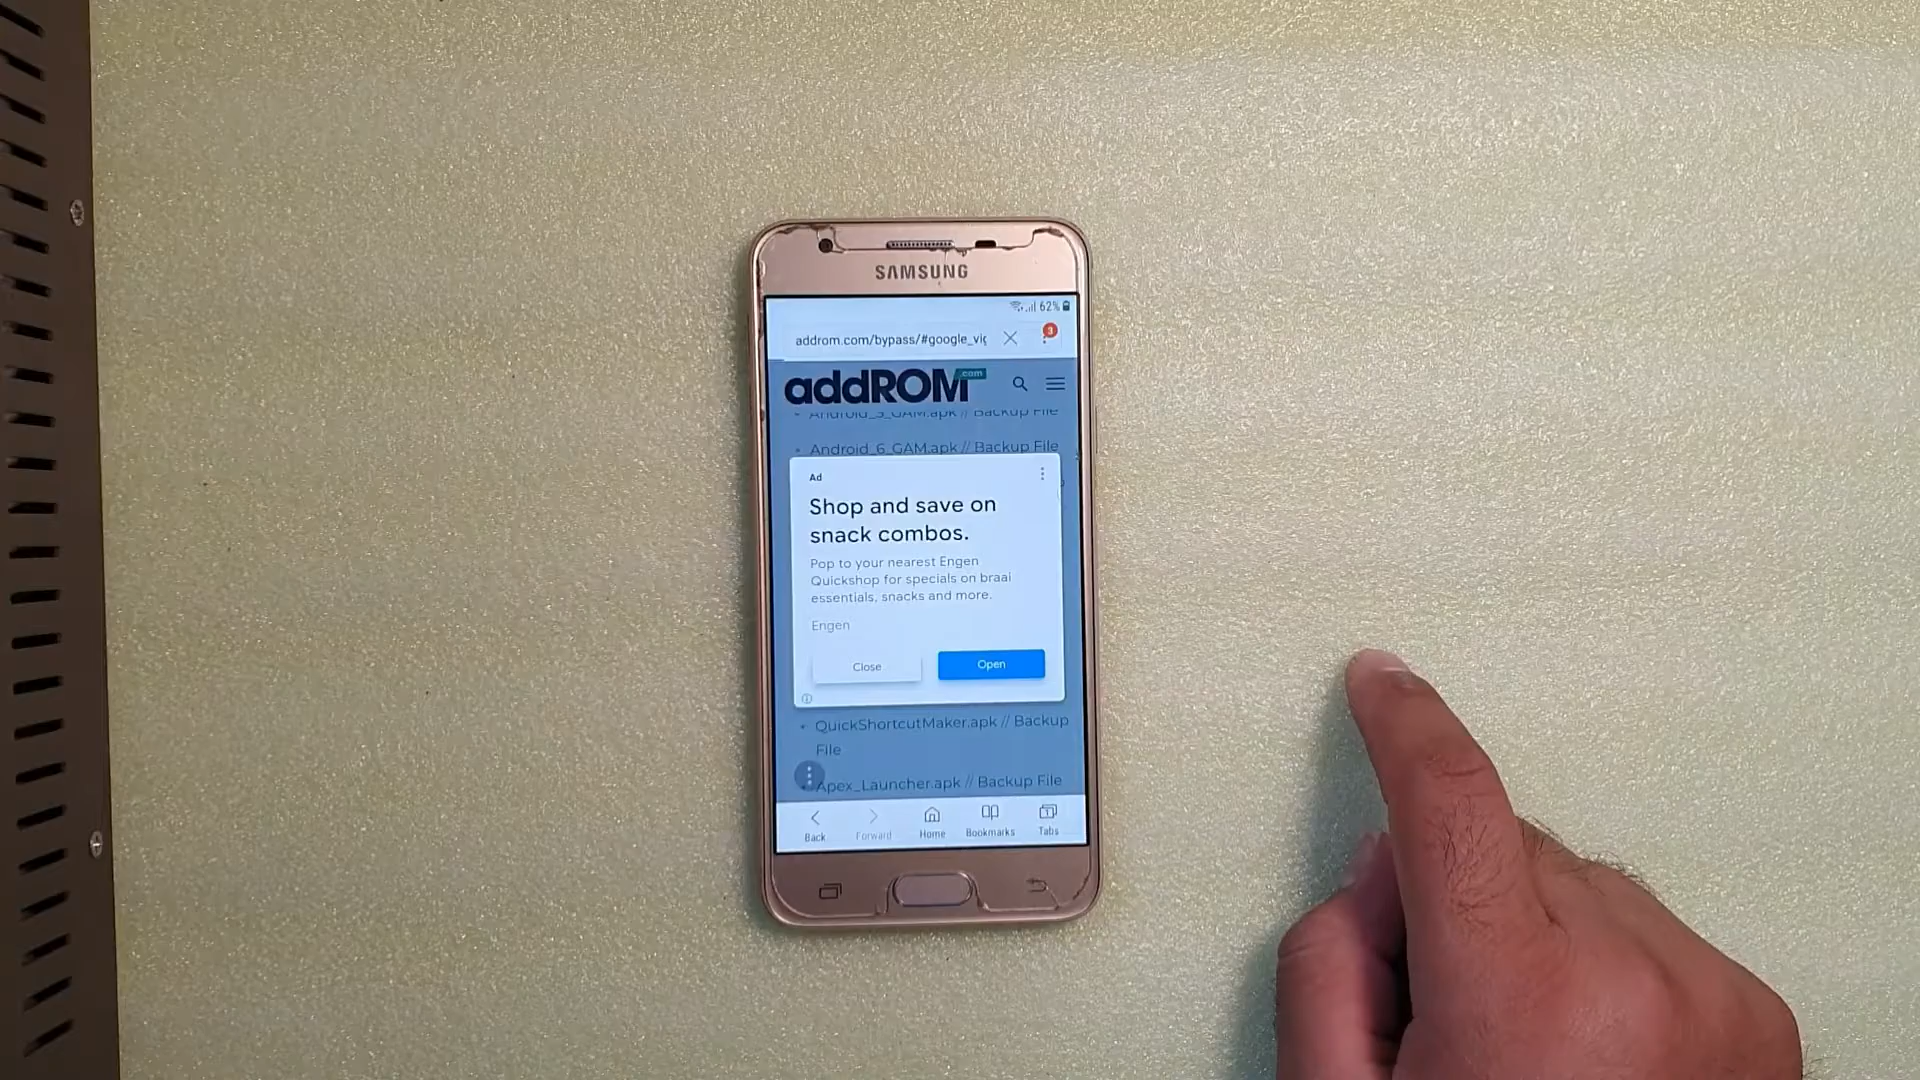 SAMSUNG
62%
addrom.com/bypass/#google_vig
3
addROM
.com
Android_5_GAM.apk // Backup File
Android_6_GAM.apk // Backup File
Ad
Shop and save on
snack combos.
Pop to your nearest Engen
Quickshop for specials on braai
essentials, snacks and more.
Engen
Close
Open
QuickShortcutMaker.apk // Backup
File
Apex_Launcher.apk // Backup File
Back
Forward
Home
Bookmarks
1
Tabs